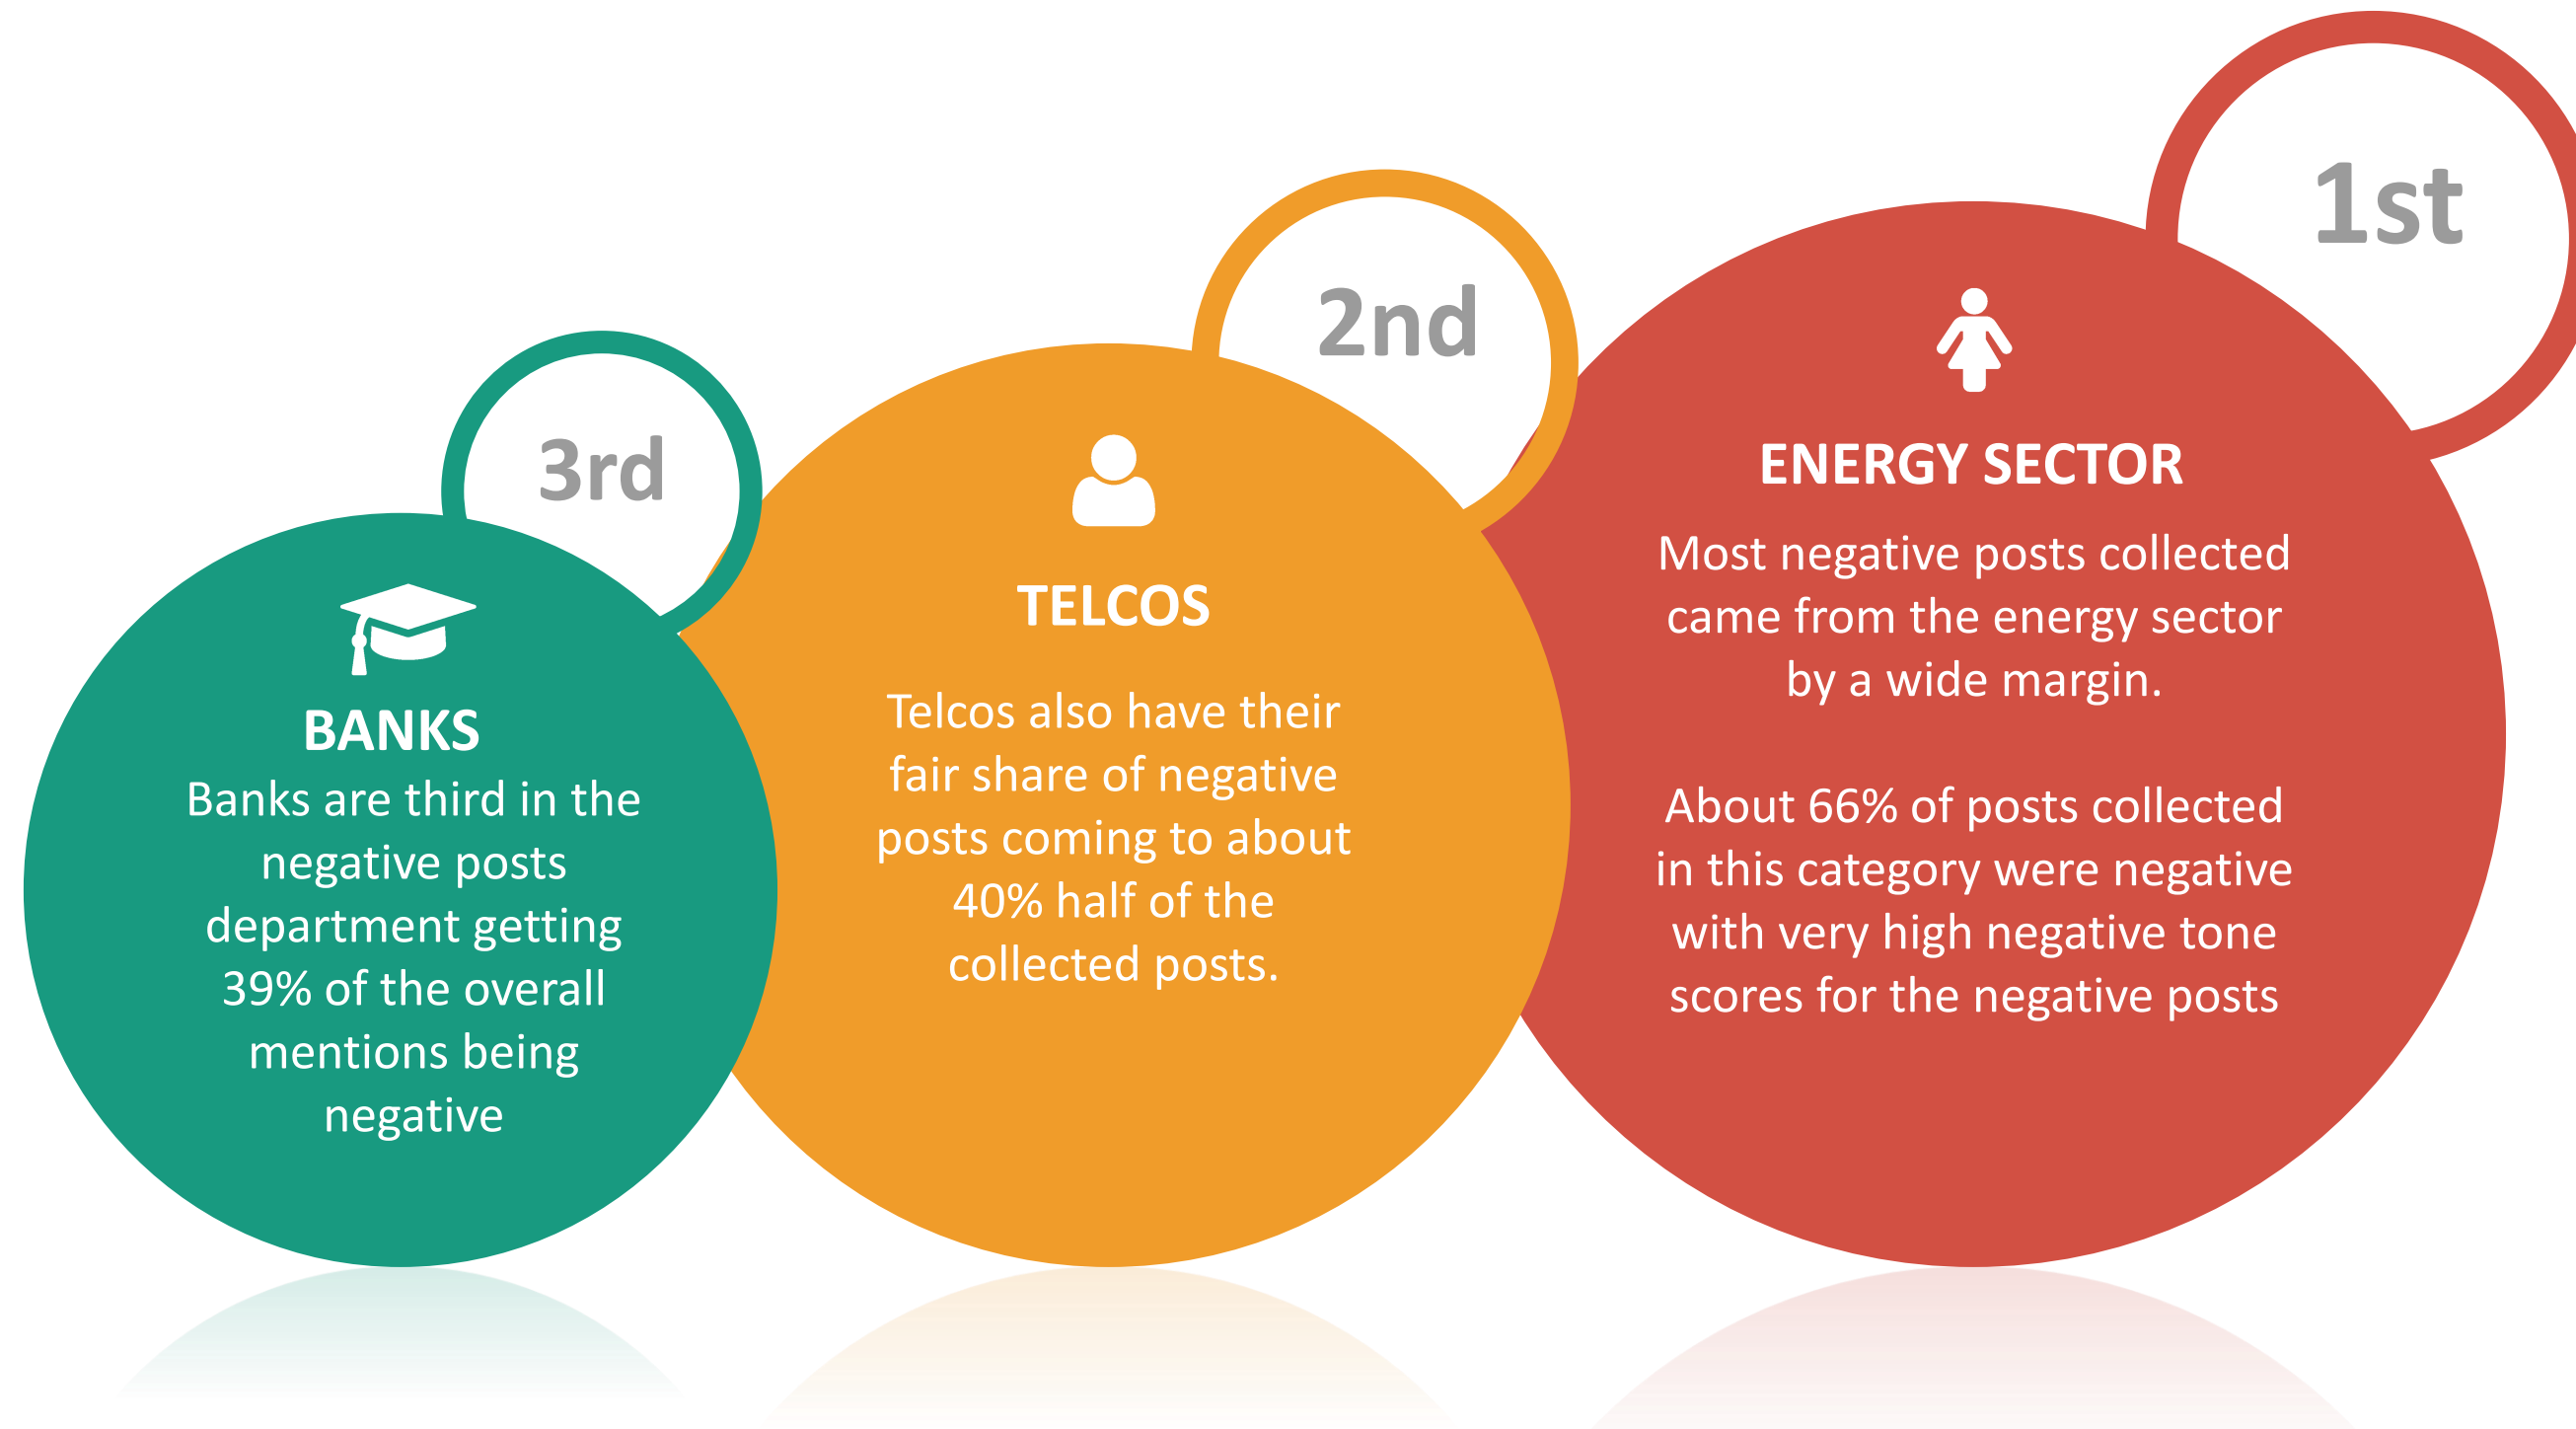 3rd
BANKS
Banks are third in the
negative posts
department getting
39% of the overall
mentions being
negative
2nd
TELCOS
Telcos also have their
fair share of negative
posts coming to about
40% half of the
collected posts.
1st
ENERGY SECTOR
Most negative posts collected
came from the energy sector
by a wide margin.
About 66% of posts collected
in this category were negative
with very high negative tone
scores for the negative posts